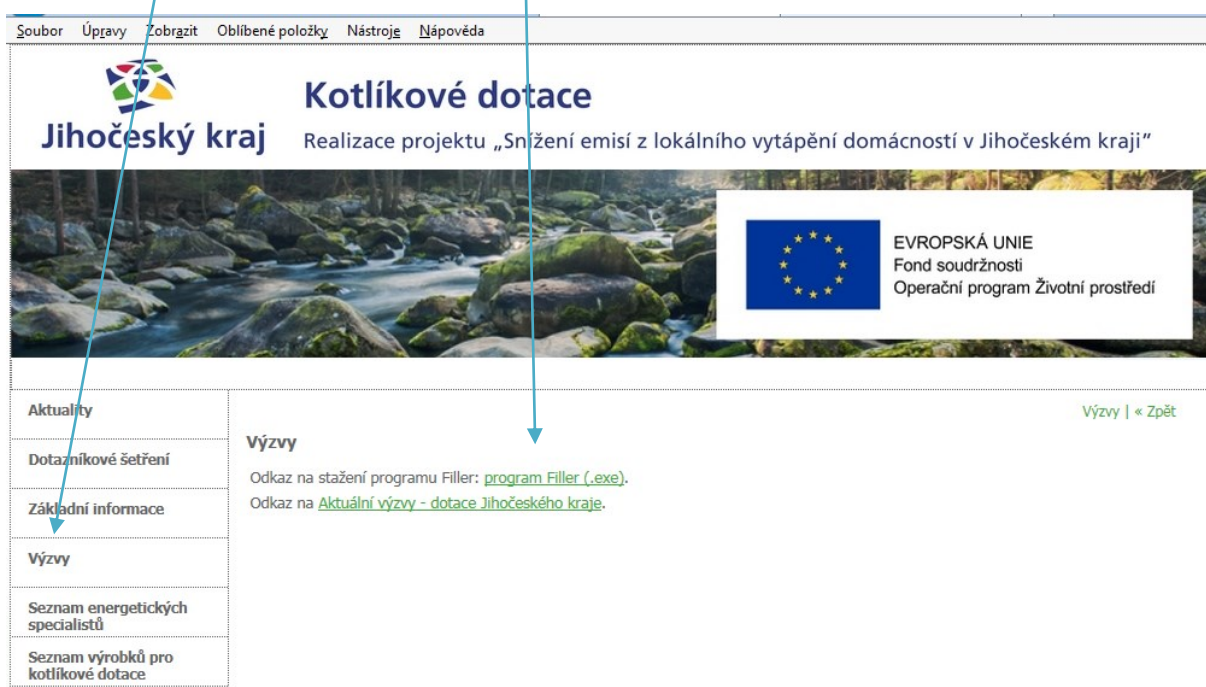 Soubor Úpravy Zobrazit Oblíbené položky Nástroje Nápověda
Jihočeský kraj
Kotlíkové dotace
Realizace projektu „Snížení emisí z lokálního vytápění domácností v Jihočeském kraji"
EVROPSKÁ UNIE
Fond soudržnosti
Operační program Životní prostředí
Aktuality
Dotazníkové šetření
Základní informace
Výzvy
Seznam energetických
specialistů
Seznam výrobků pro
kotlíkové dotace
Výzvy | « Zpět
Výzvy
Odkaz na stažení programu Filler: program Filler (.exe).
Odkaz na Aktuální výzvy - dotace Jihočeského kraje.